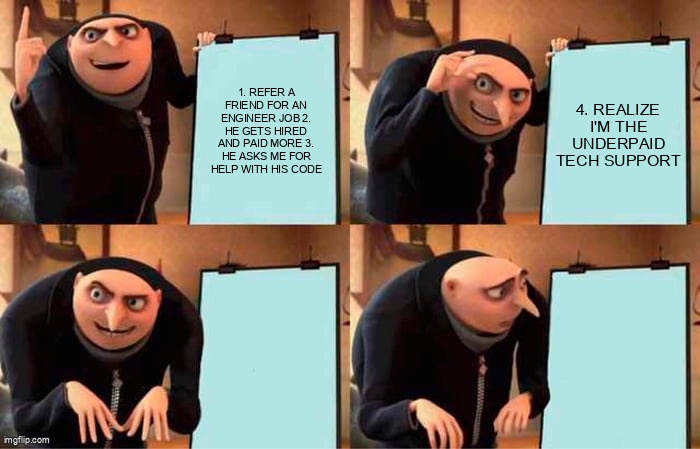 1. REFER A
FRIEND FOR AN
ENGINEER JOB 2.
HE GETS HIRED
AND PAID MORE 3.
HE ASKS ME FOR
HELP WITH HIS CODE
4. REALIZE
I'M THE
UNDERPAID
TECH SUPPORT
imgflip.com